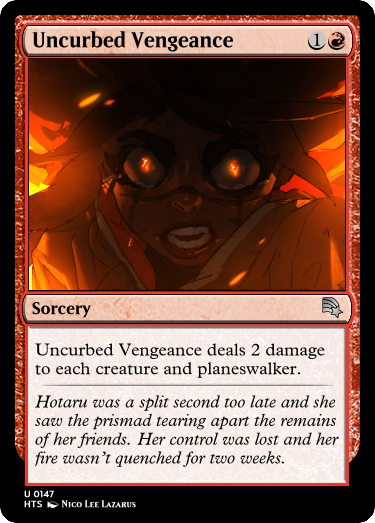 Uncurbed Vengeance 1
Sorcery
Uncurbed Vengeance deals 2 damage
to each creature and planeswalker.
Hotaru was a split second too late and she
saw the prismad tearing apart the remains
of her friends. Her control was lost and her
fire wasn't quenched for two weeks.
U 0147
HTS Nico Lee Lazarus